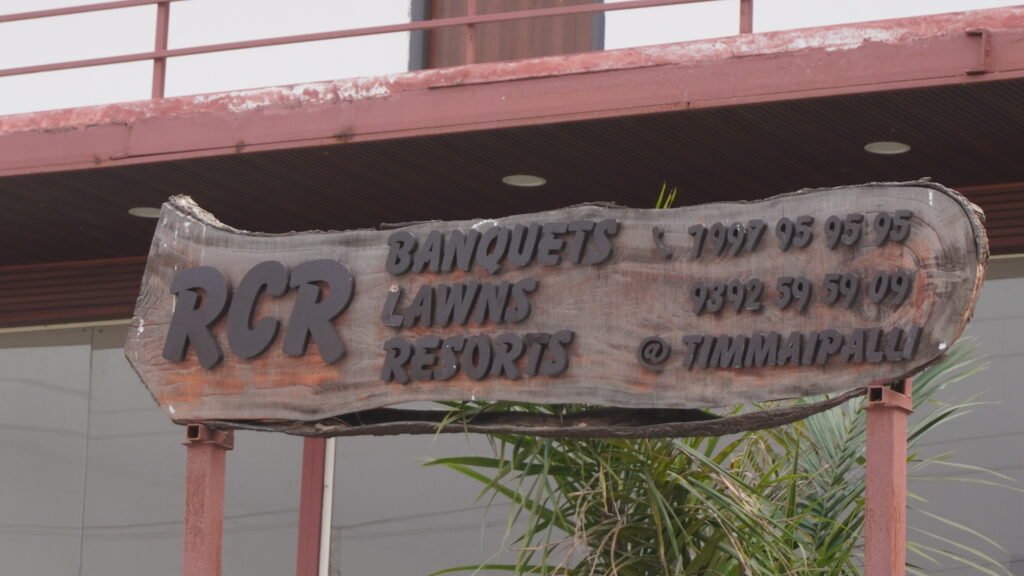 RCR
BANQUETS
LAWNS
RESORTS
7997 95 95 95
9392 59 59 09
@ TIMMAIPALLI